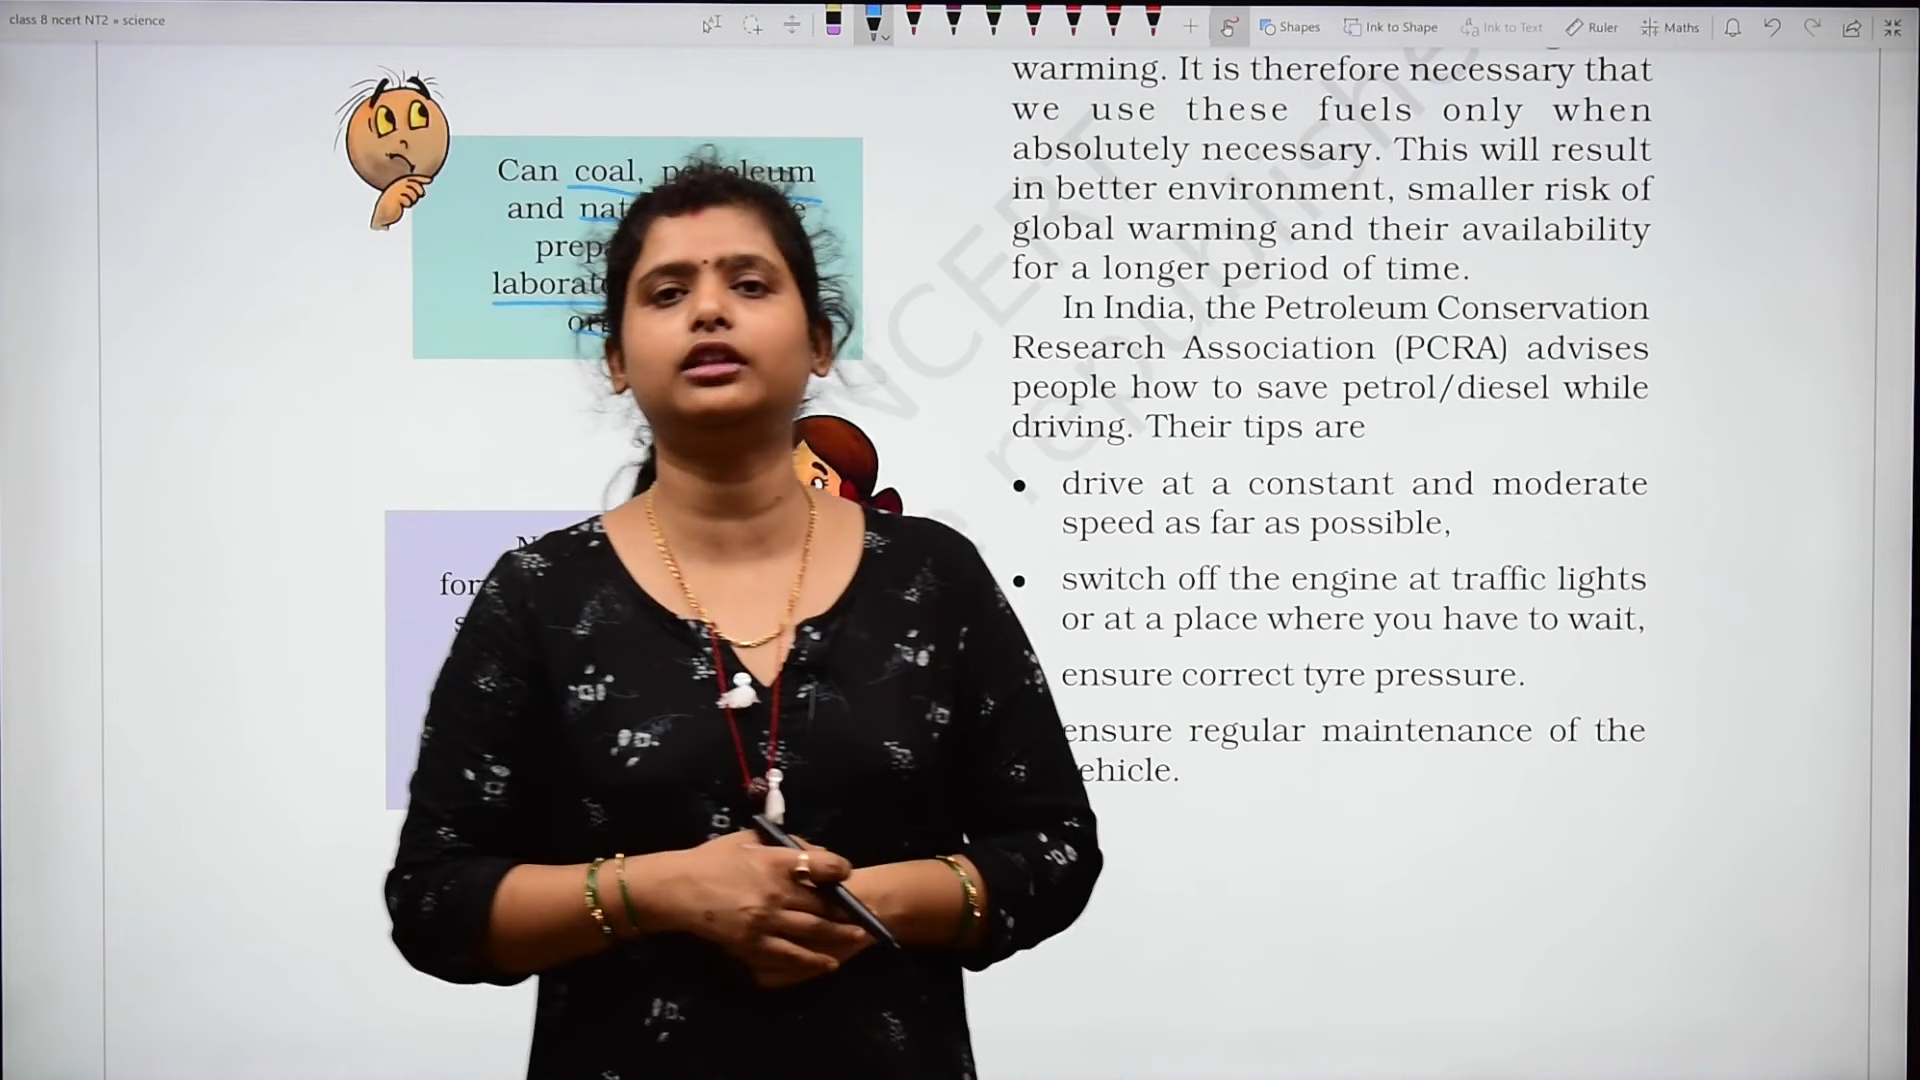 class 8 ncert NT2 » science
Shapes
Ink to Shape
Ink to Text
Ruler
Maths
Can coal,
and
laborat
for
warming. It is therefore necessary that
we use these fuels only when
absolutely necessary. This will result
in better environment, smaller risk of
global warming and their availability
for a longer period of time.
In India, the Petroleum Conservation
Research Association (PCRA) advises
people how to save petrol/diesel while
driving. Their tips are
• drive at a constant and moderate
speed as far as possible,
• switch off the engine at traffic lights
or at a place where you have to wait,
ensure correct tyre pressure.
ensure regular maintenance of the
ehicle.
NCERT
republishe